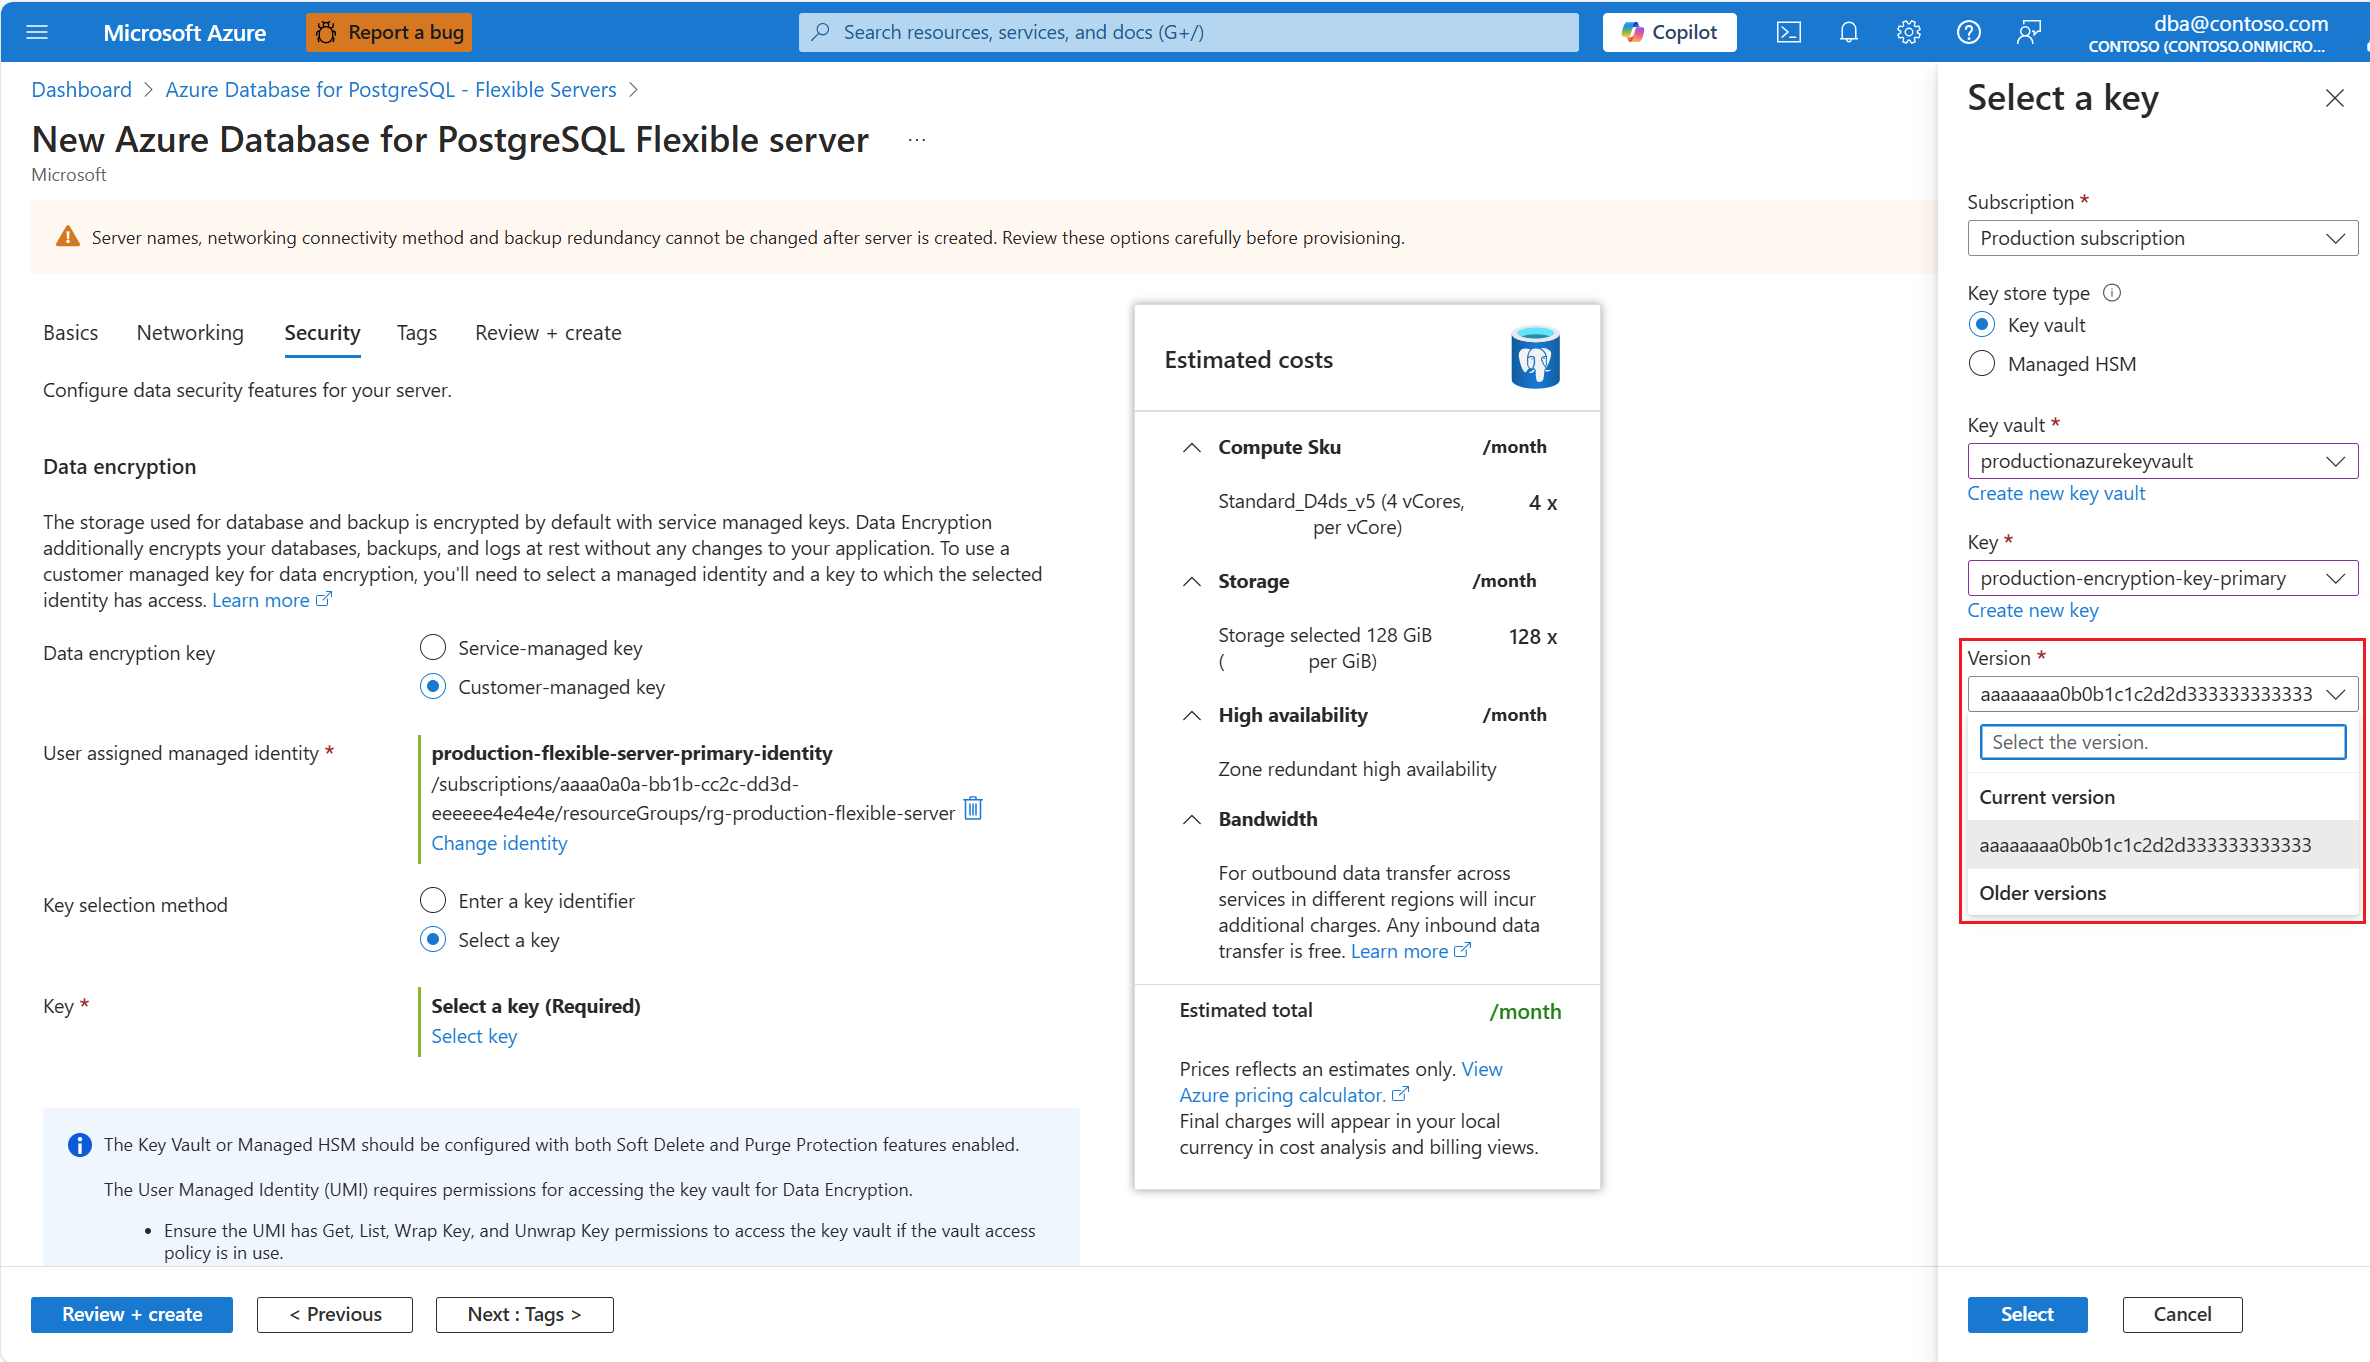 Microsoft Azure
Report a bug
Search resources, services, and docs (G+/)
Copilot
dba@contoso.com
CONTOSO (CONTOSO.ONMICRO...
Dashboard > Azure Database for PostgreSQL - Flexible Servers >
New Azure Database for PostgreSQL Flexible server ...
Microsoft
Server names, networking connectivity method and backup redundancy cannot be changed after server is created. Review these options carefully before provisioning.
Basics
Networking
Security
Tags
Review + create
Configure data security features for your server.
Data encryption
The storage used for database and backup is encrypted by default with service managed keys. Data Encryption
additionally encrypts your databases, backups, and logs at rest without any changes to your application. To use a
customer managed key for data encryption, you'll need to select a managed identity and a key to which the selected
identity has access. Learn more
Data encryption key
Service-managed key
Customer-managed key
User assigned managed identity *
production-flexible-server-primary-identity
/subscriptions/aaaa0a0a-bb1b-cc2c-dd3d-
eeeeee4e4e4e/resourceGroups/rg-production-flexible-server
Change identity
Key selection method
Enter a key identifier
Select a key
Key *
Select a key (Required)
Select key
The Key Vault or Managed HSM should be configured with both Soft Delete and Purge Protection features enabled.
The User Managed Identity (UMI) requires permissions for accessing the key vault for Data Encryption.
• Ensure the UMI has Get, List, Wrap Key, and Unwrap Key permissions to access the key vault if the vault access
policy is in use.
Review + create
< Previous
Next : Tags >
Estimated costs
Compute Sku /month
Standard_D4ds_v5 (4 vCores, 4 x
per vCore)
Storage /month
Storage selected 128 GiB 128 x
( per GiB)
High availability /month
Zone redundant high availability
Bandwidth
For outbound data transfer across
services in different regions will incur
additional charges. Any inbound data
transfer is free. Learn more
Estimated total /month
Prices reflects an estimates only. View
Azure pricing calculator.
Final charges will appear in your local
currency in cost analysis and billing views.
Select a key
Subscription *
Production subscription
Key store type
Key vault
Managed HSM
Key vault *
productionazurekeyvault
Create new key vault
Key *
production-encryption-key-primary
Create new key
Version *
aaaaaaaa0b0b1c1c2d2d333333333333
Select the version.
Current version
aaaaaaaa0b0b1c1c2d2d333333333333
Older versions
Select
Cancel